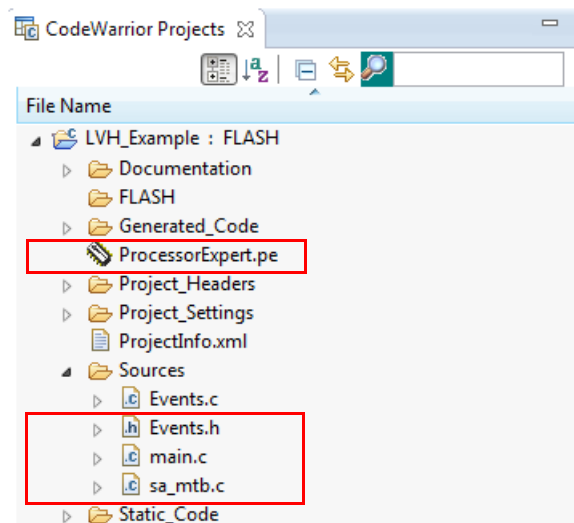 CodeWarrior Projects
File Name
LVH_Example : FLASH
Documentation
FLASH
Generated_Code
ProcessorExpert.pe
Project_Headers
Project_Settings
ProjectInfo.xml
Sources
.c Events.c
.h Events.h
.c main.c
.c sa_mtb.c
Static_Code